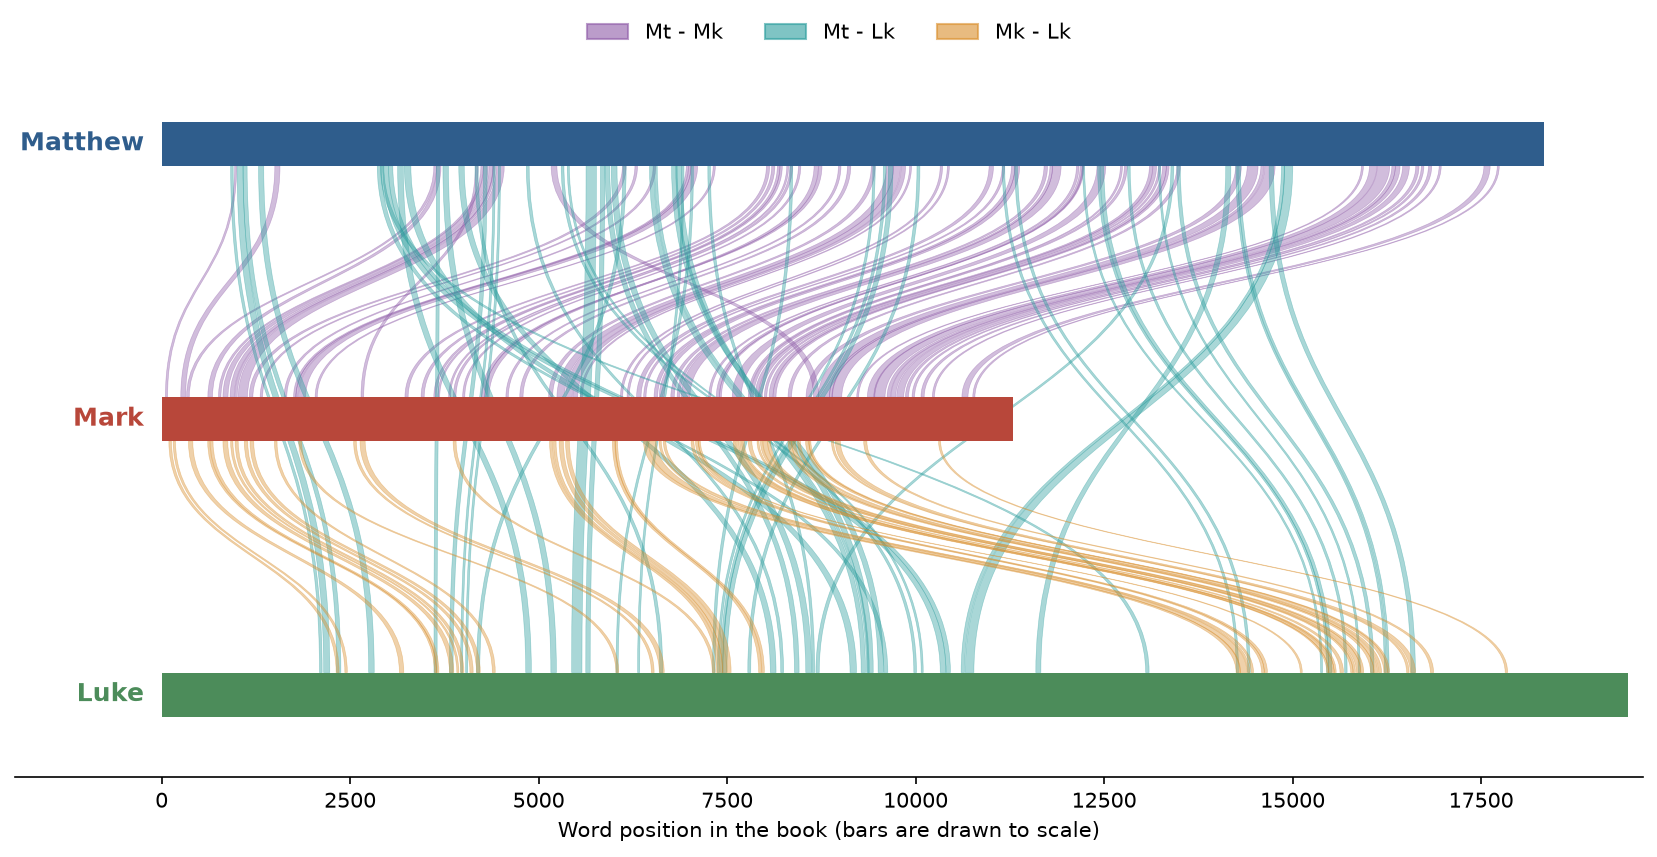 Mt - Mk Mt - Lk Mk - Lk
Matthew
Mark
Luke
0 2500 5000 7500 10000 12500 15000 17500
Word position in the book (bars are drawn to scale)